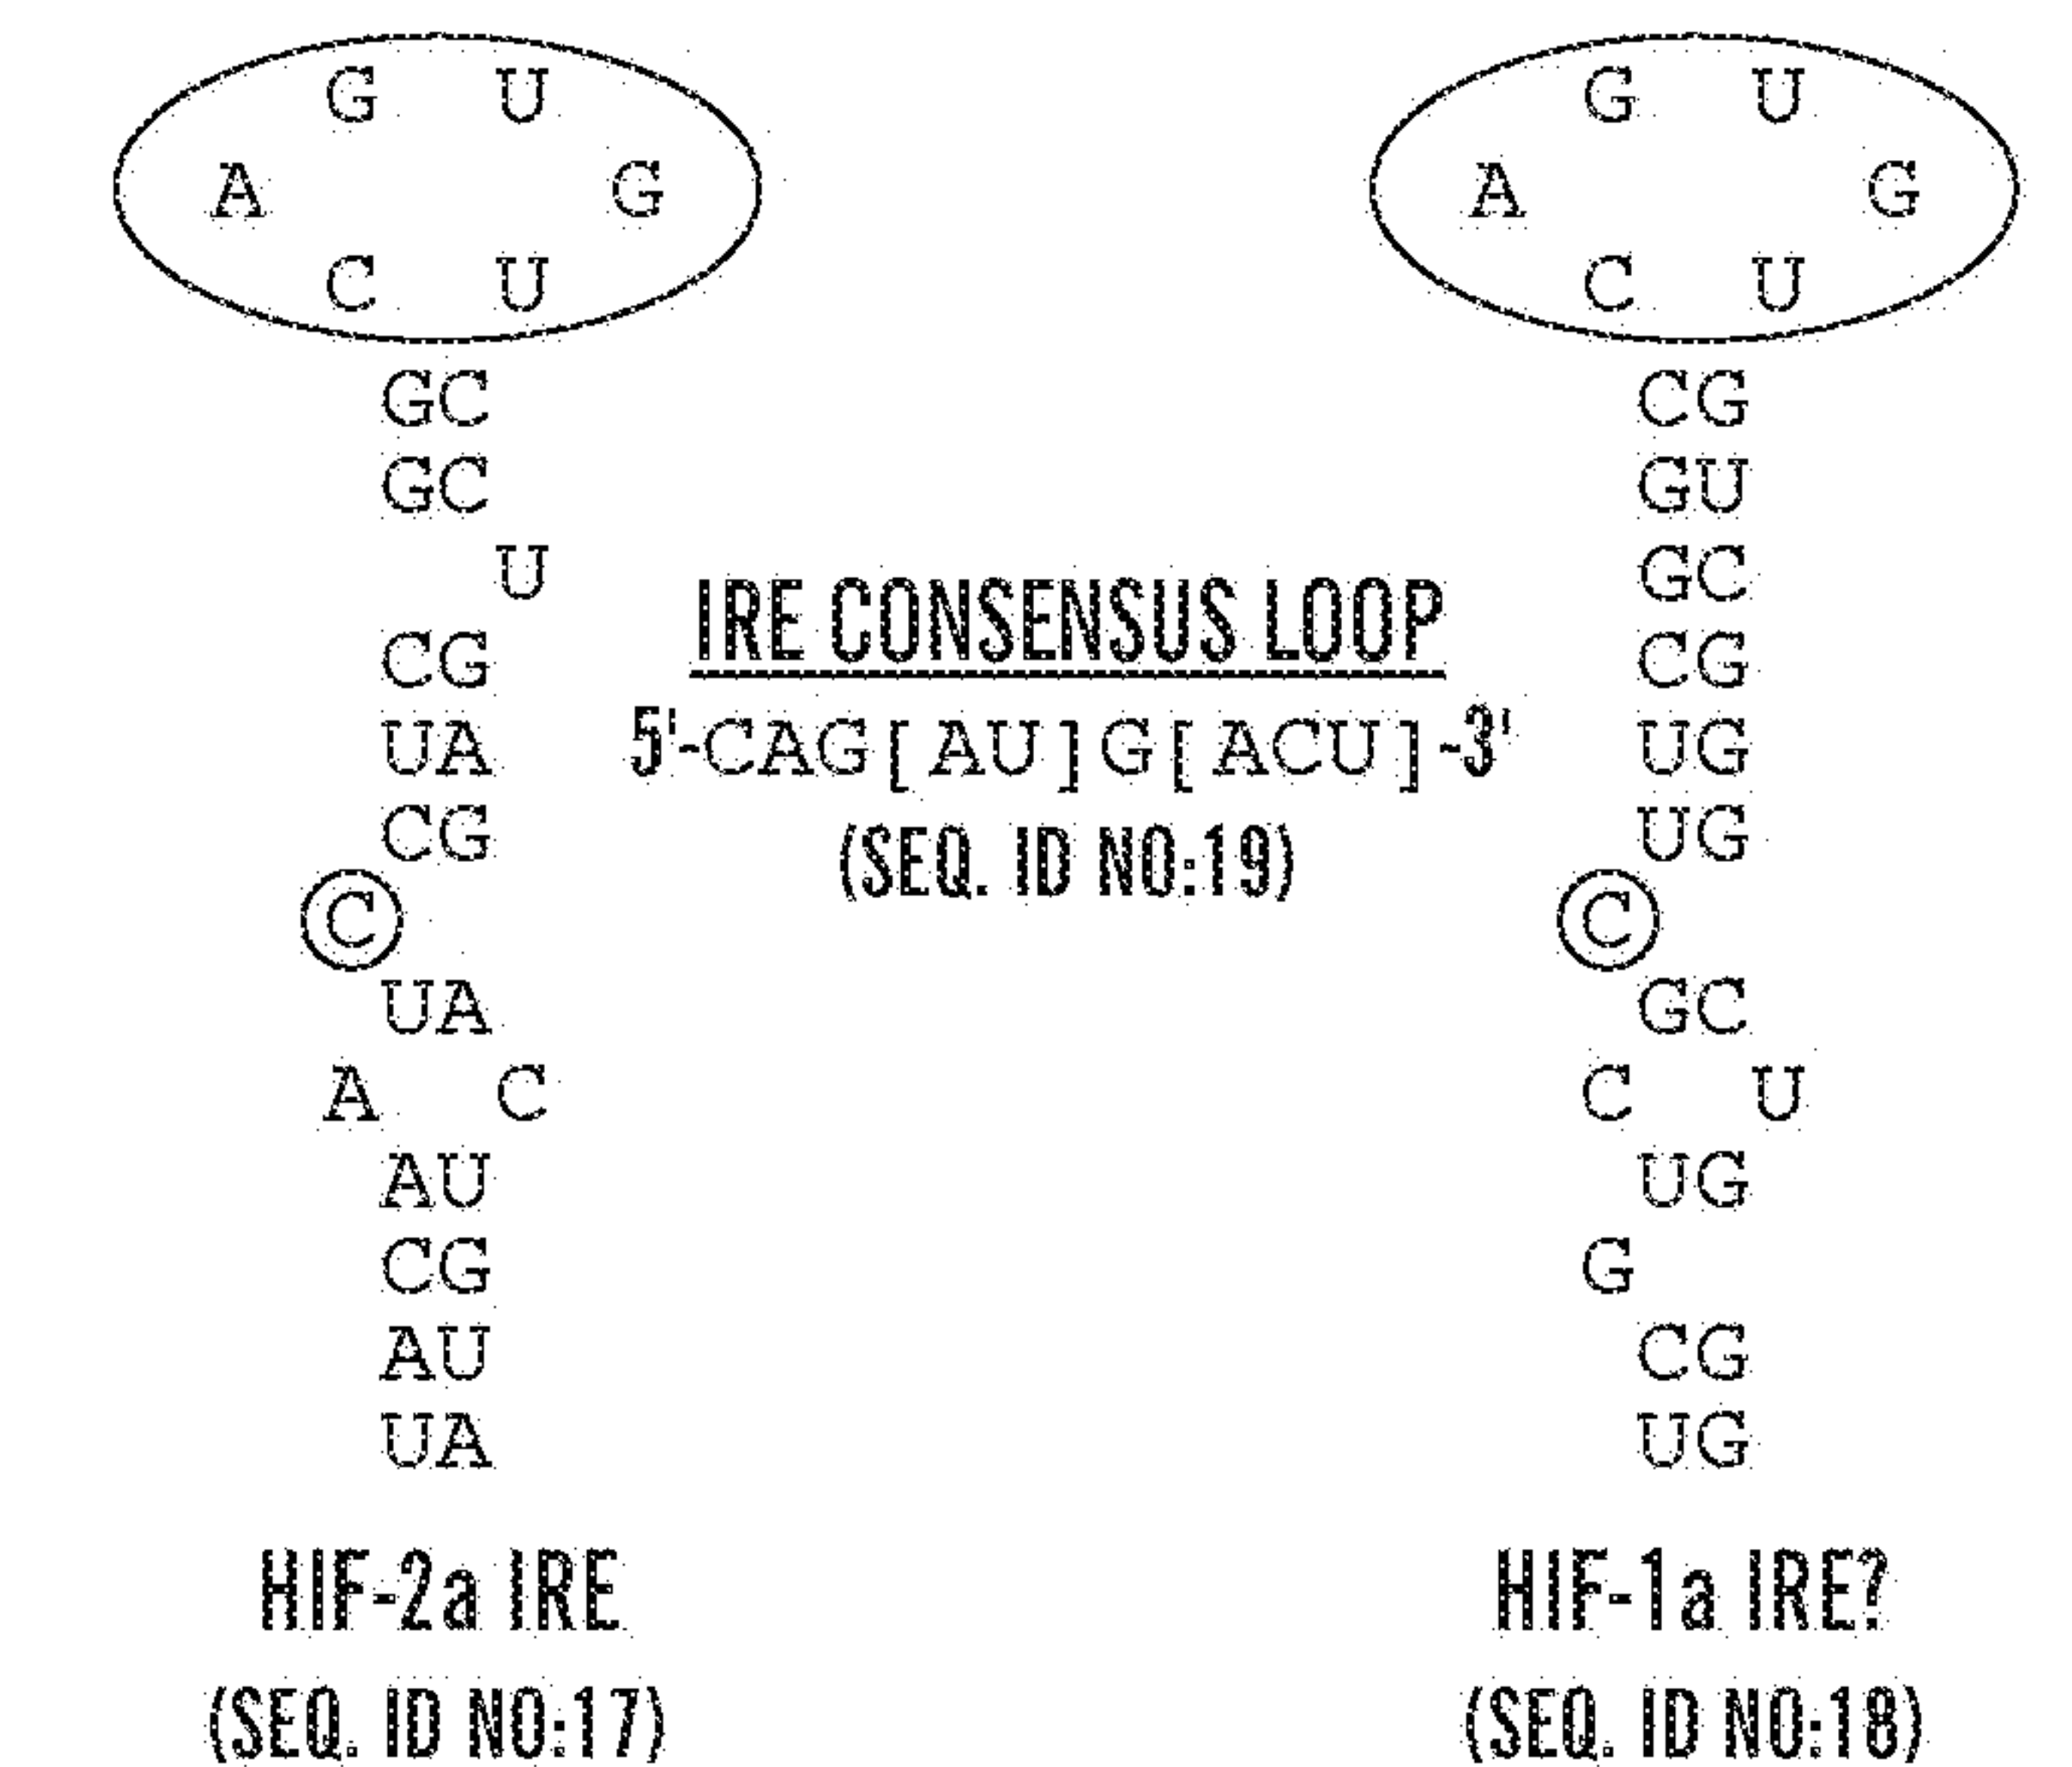 G U G U
A G A G
C U C U
GC CG
GC GU
U GC
IRE CONSENSUS LOOP
CG CG
5'-CAG[AU]G[ACU]-3'
UA UG
(SEQ. ID NO:19)
CG UG
C C
UA GC
A C C U
AU UG
CG G
AU CG
UA UG
HIF-2a IRE HIF-1a IRE?
(SEQ. ID NO:17) (SEQ. ID NO:18)